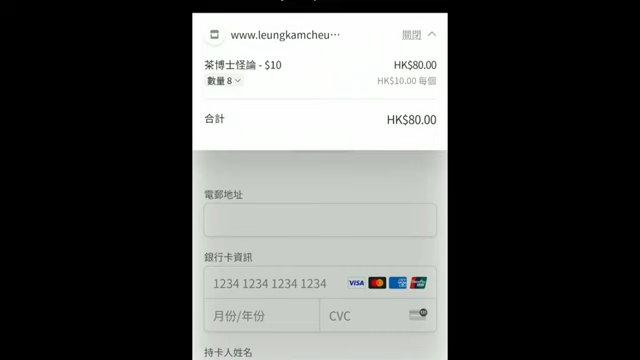 www.leungkamcheu…
關閉
茶博士怪論 - $10
HK$80.00
數量 8
HK$10.00 每個
合計
HK$80.00
電郵地址
銀行卡資訊
1234 1234 1234 1234
VISA
月份/年份
CVC
持卡人姓名